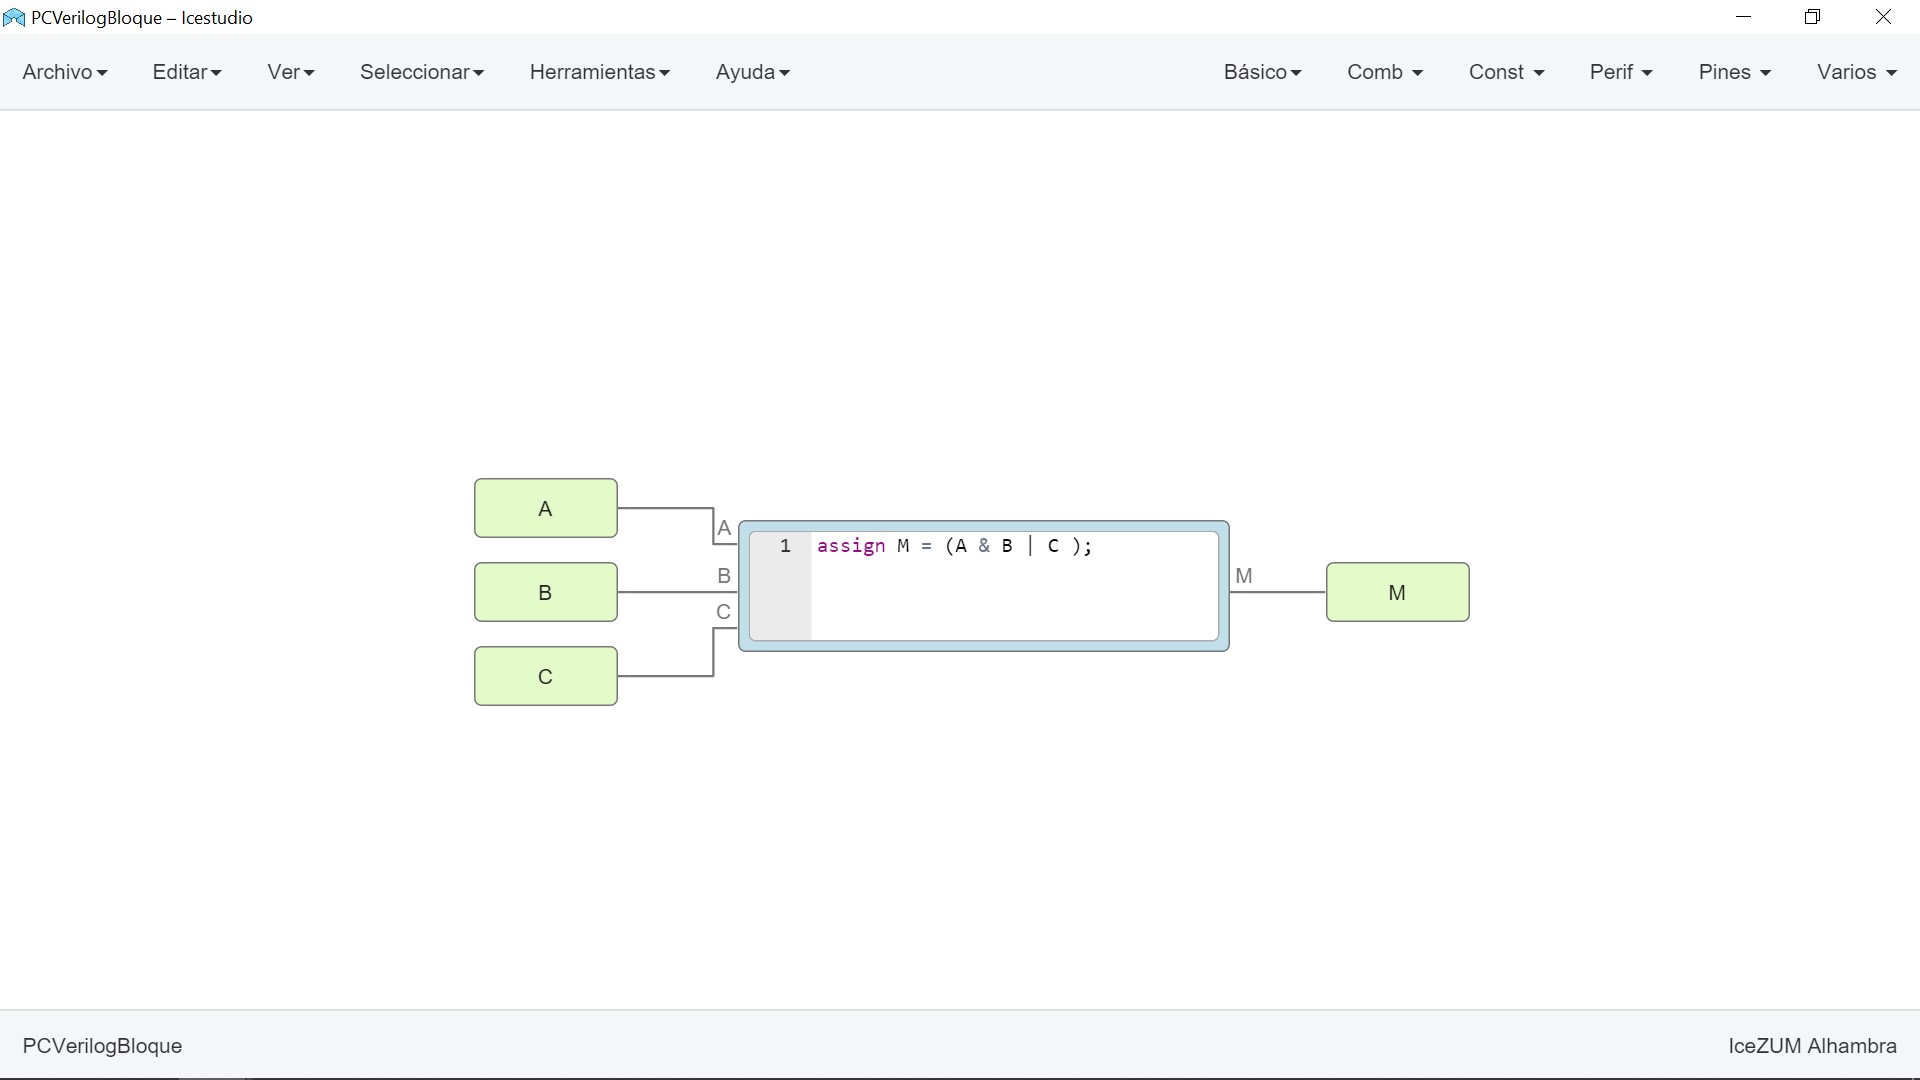 PCVerilogBloque – Icestudio
Archivo Editar Ver Seleccionar Herramientas Ayuda Básico Comb Const Perif Pines Varios
A
A
1 assign M = (A & B | C );
B
B
M
M
C
C
PCVerilogBloque
IceZUM Alhambra